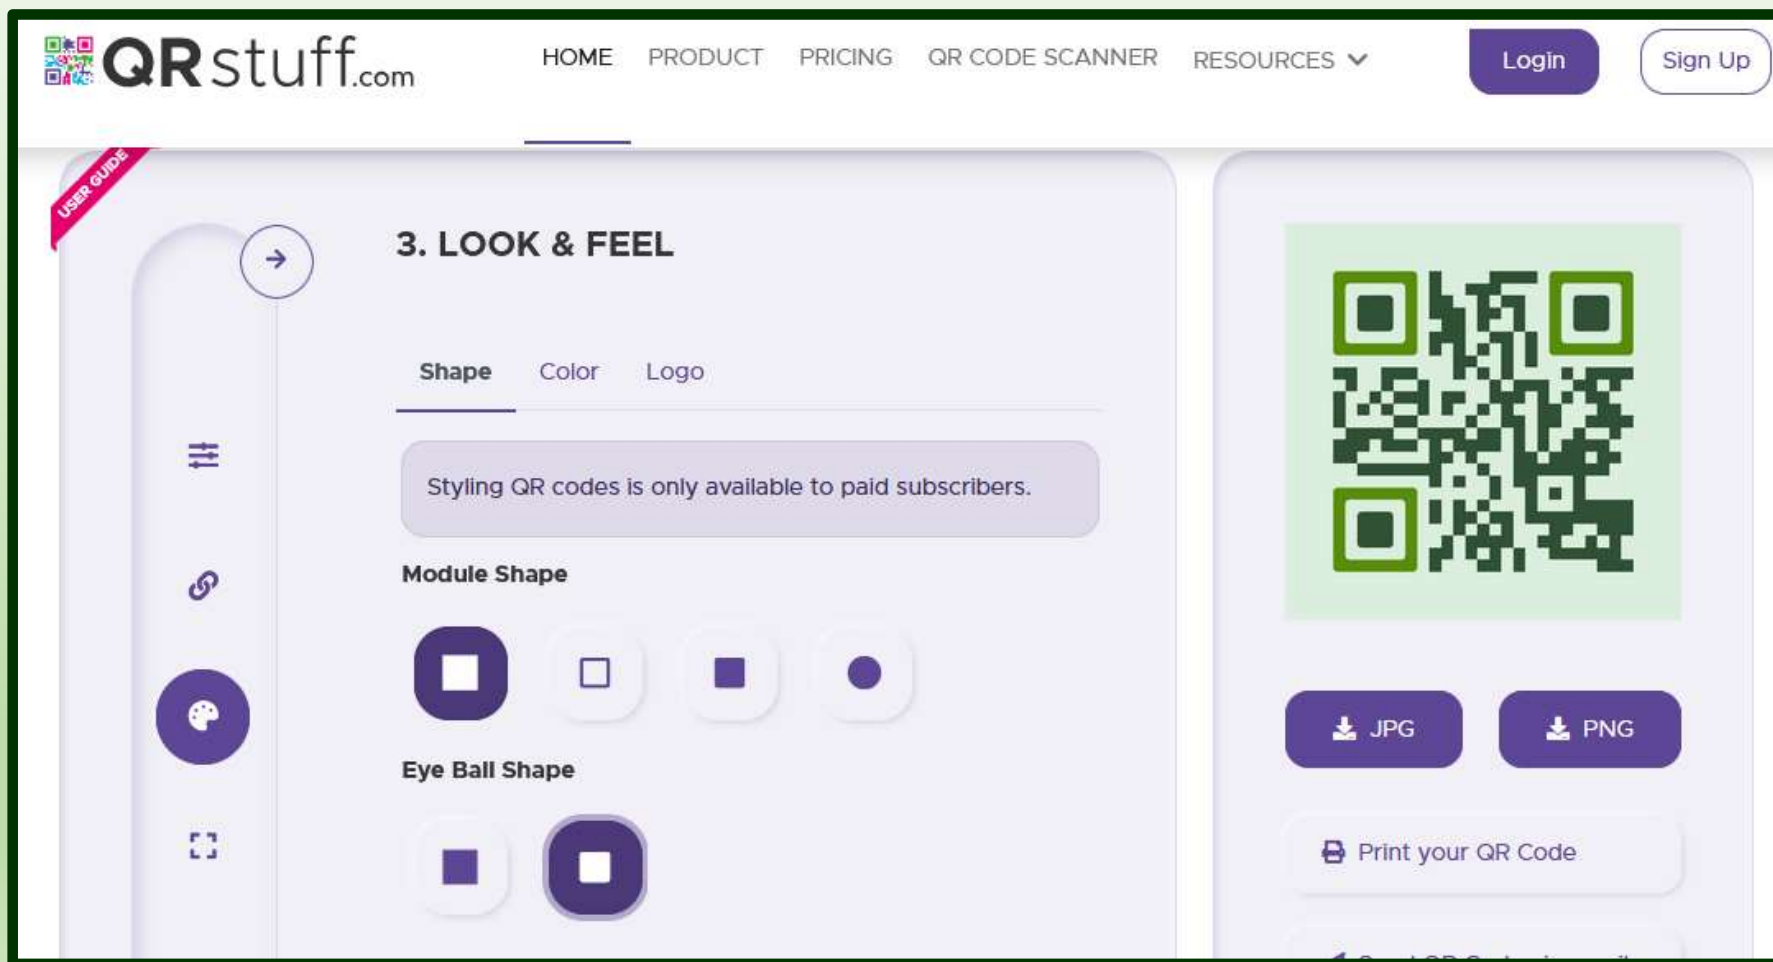 QRstuff.com
HOME PRODUCT PRICING QR CODE SCANNER RESOURCES Login Sign Up
USER GUIDE
3. LOOK & FEEL
Shape Color Logo
Styling QR codes is only available to paid subscribers.
Module Shape
Eye Ball Shape
JPG PNG
Print your QR Code